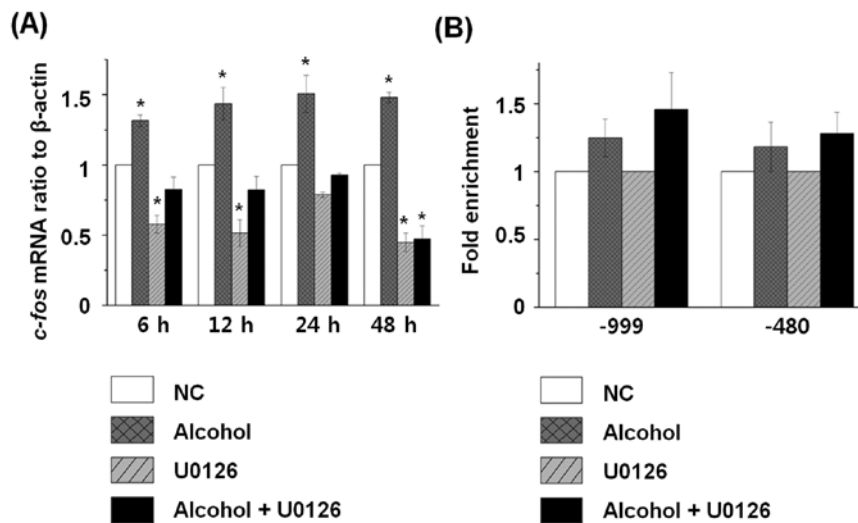 (A)
c-fos mRNA ratio to β-actin
1.5
1
0.5
0
*
*
*
*
*
*
*
*
6 h 12 h 24 h 48 h
NC
Alcohol
U0126
Alcohol + U0126
(B)
Fold enrichment
1.5
1
0.5
0
-999 -480
NC
Alcohol
U0126
Alcohol + U0126